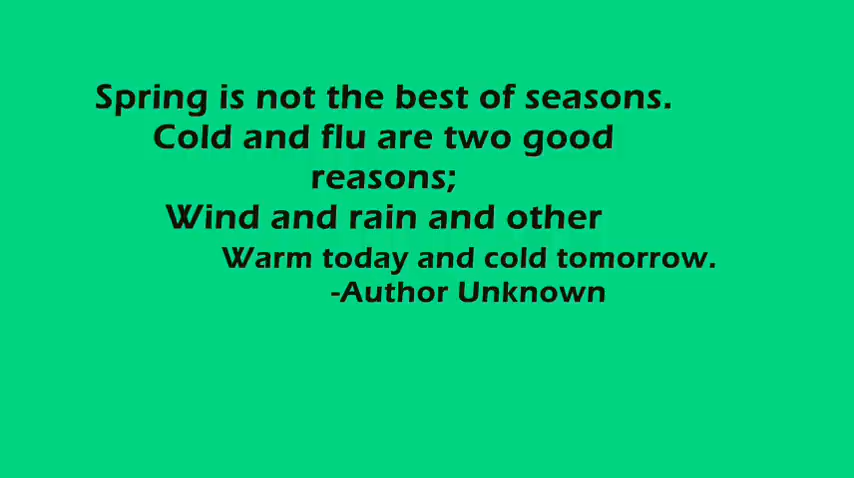 Spring is not the best of seasons.
Cold and flu are two good
reasons;
Wind and rain and other
Warm today and cold tomorrow.
-Author Unknown